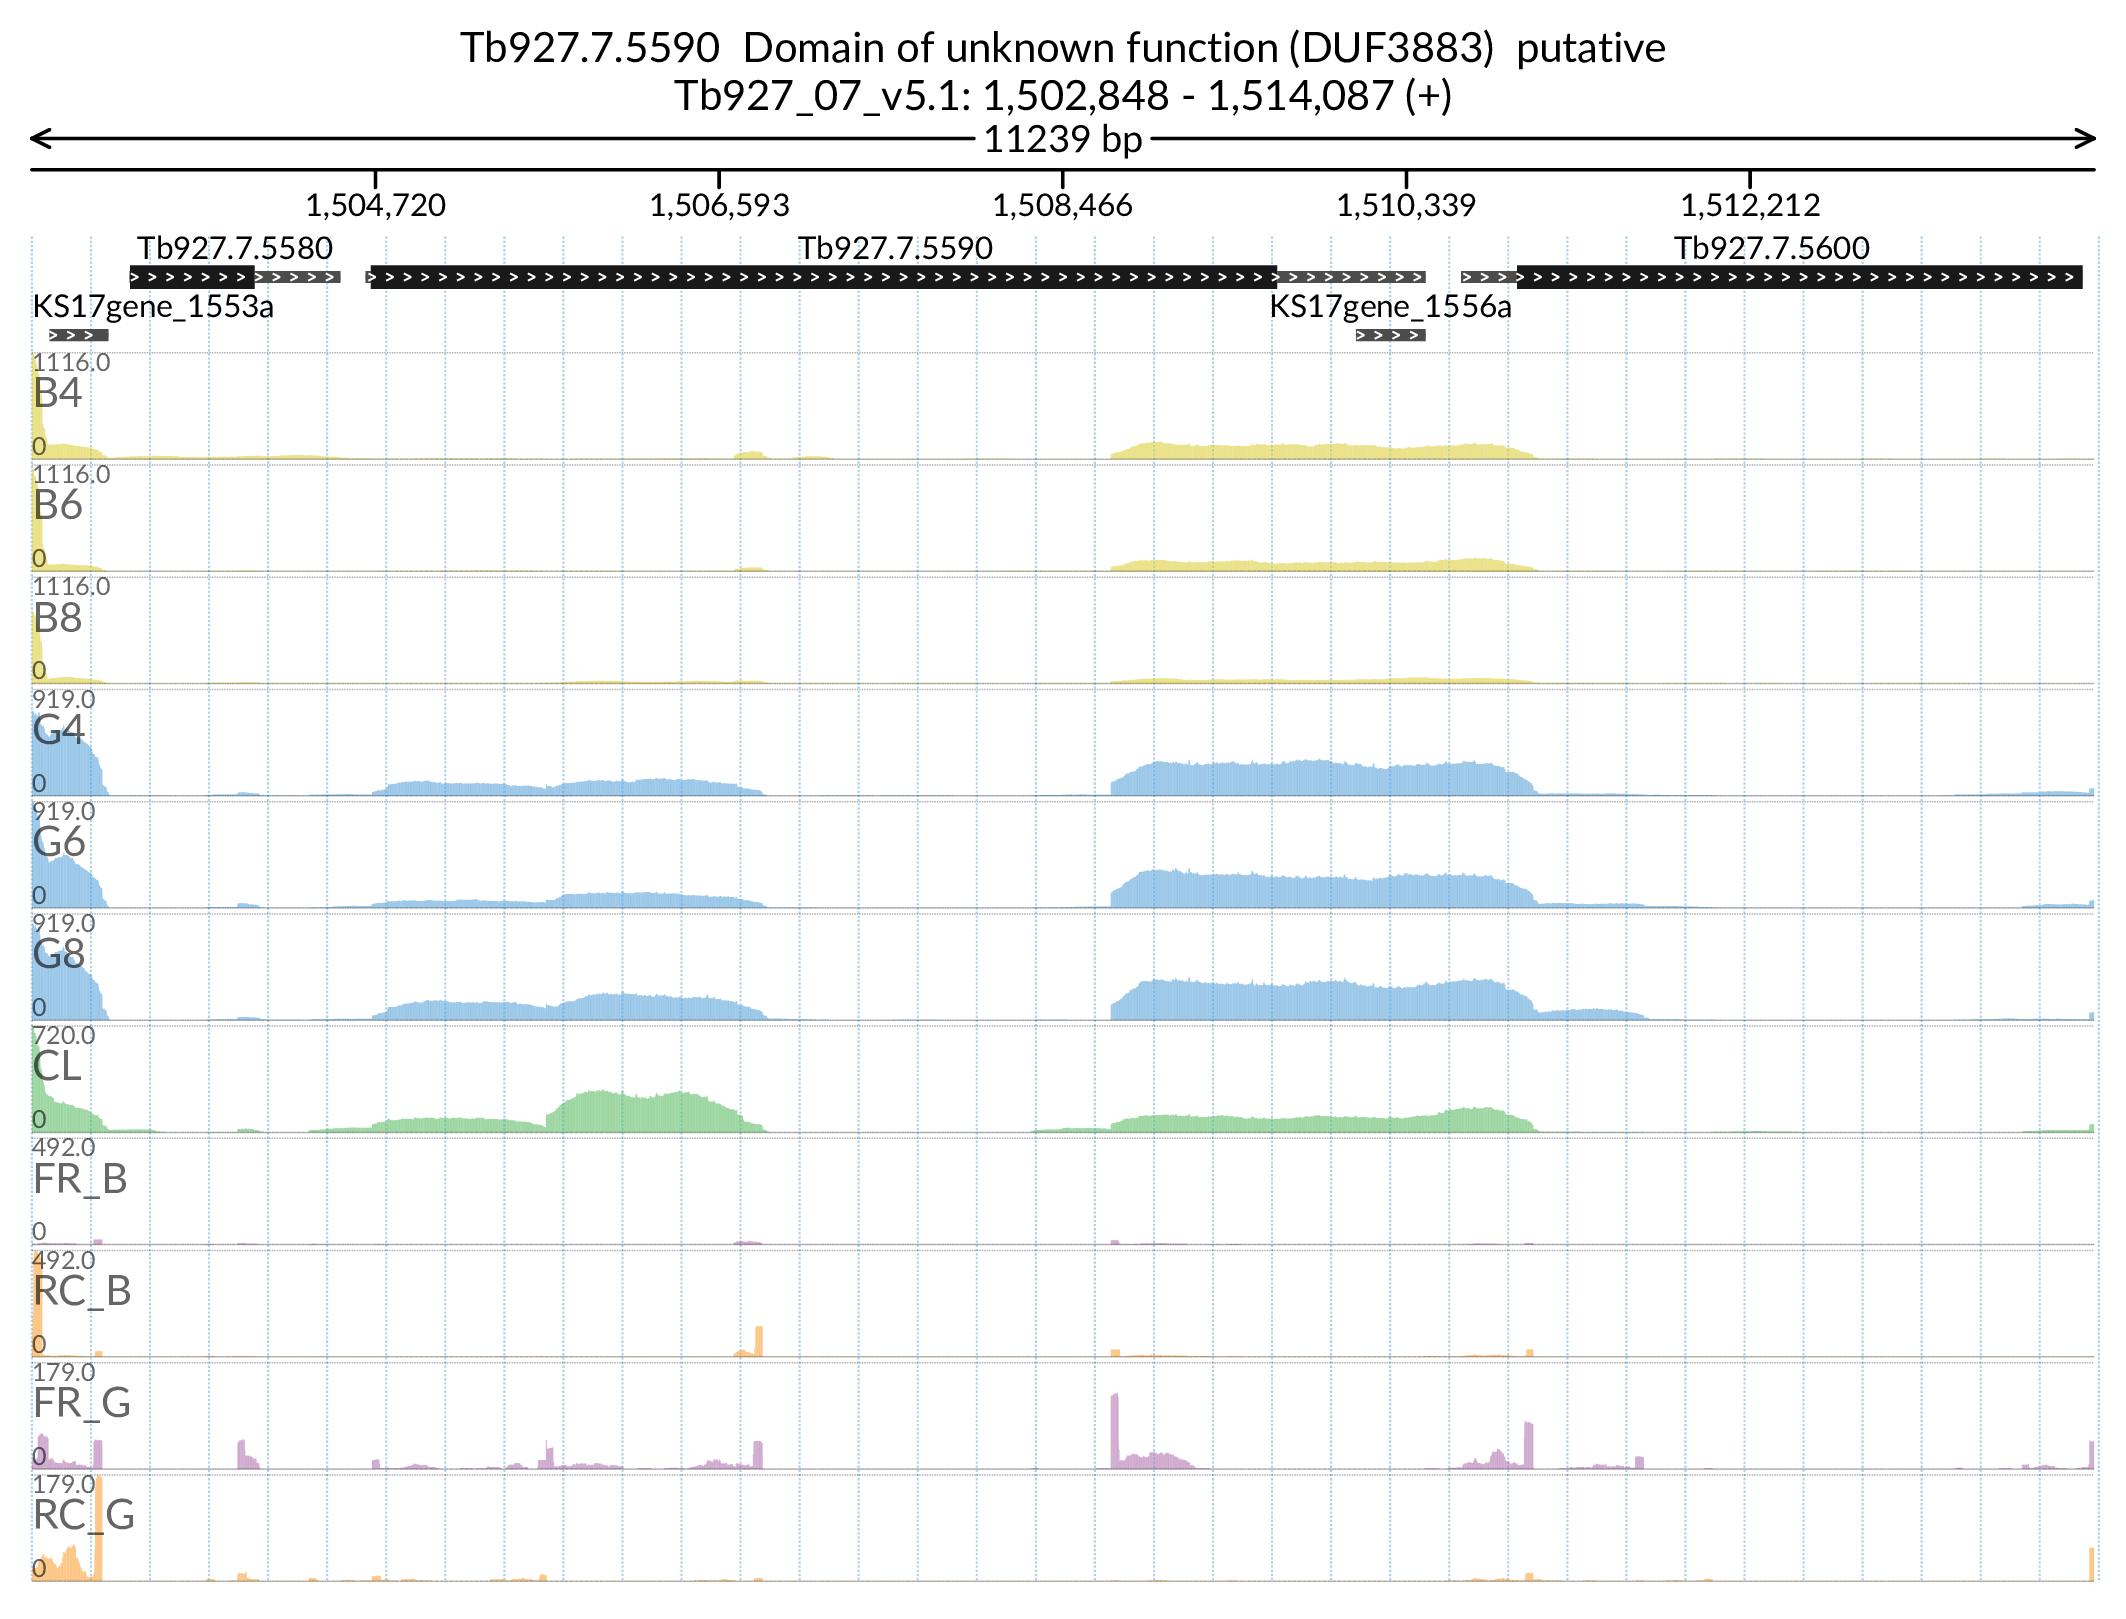 Tb927.7.5590 Domain of unknown function (DUF3883) putative
Tb927_07_v5.1: 1,502,848 - 1,514,087 (+)
11239 bp
1,504,720 1,506,593 1,508,466 1,510,339 1,512,212
Tb927.7.5580 Tb927.7.5590 Tb927.7.5600
KS17gene_1553a KS17gene_1556a
1116.0
B4
0
1116.0
B6
0
1116.0
B8
0
919.0
G4
0
919.0
G6
0
919.0
G8
0
720.0
CL
0
492.0
FR_B
0
492.0
RC_B
0
179.0
FR_G
0
179.0
RC_G
0